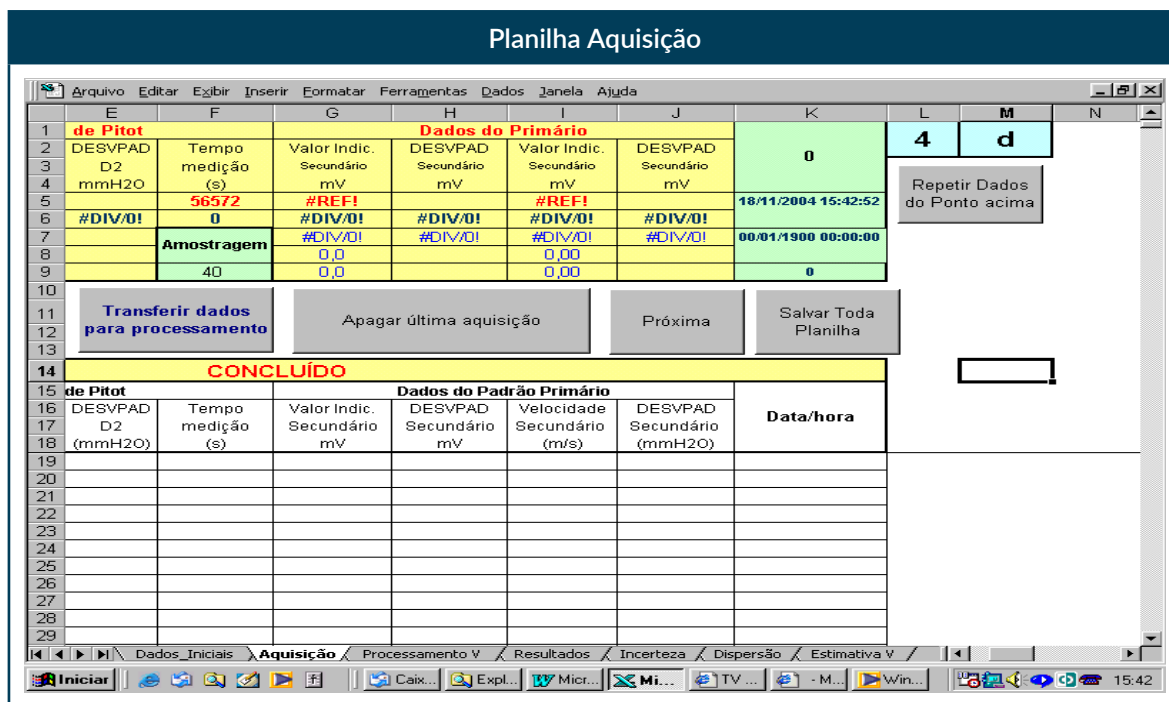 Planilha Aquisição
Arquivo Editar Exibir Inserir Formatar Ferramentas Dados Janela Ajuda
E F G H I J K L M N
1 de Pitot Dados do Primário
2 DESVPAD Tempo Valor Indic. DESVPAD Valor Indic. DESVPAD 0 4 d
3 D2 medição Secundário Secundário Secundário Secundário
4 mmH2O (s) mV mV mV mV Repetir Dados
5 56572 #REF! #REF! 18/11/2004 15:42:52 do Ponto acima
6 #DIV/0! 0 #DIV/0! #DIV/0! #DIV/0! #DIV/0!
7 Amostragem #DIV/0! #DIV/0! #DIV/0! #DIV/0! 00/01/1900 00:00:00
8 0,0 0,00
9 40 0,0 0,00 0
10
11 Transferir dados Apagar última aquisição Próxima Salvar Toda
12 para processamento Planilha
13
14 CONCLUÍDO
15 de Pitot Dados do Padrão Primário
16 DESVPAD Tempo Valor Indic. DESVPAD Velocidade DESVPAD Data/hora
17 D2 medição Secundário Secundário Secundário Secundário
18 (mmH2O) (s) mV mV (m/s) (mmH2O)
19
20
21
22
23
24
25
26
27
28
29
Dados_Iniciais Aquisição Processamento V Resultados Incerteza Dispersão Estimativa V
Iniciar Caix... Expl... Micr... Mi... TV ... - M... Win... 15:42